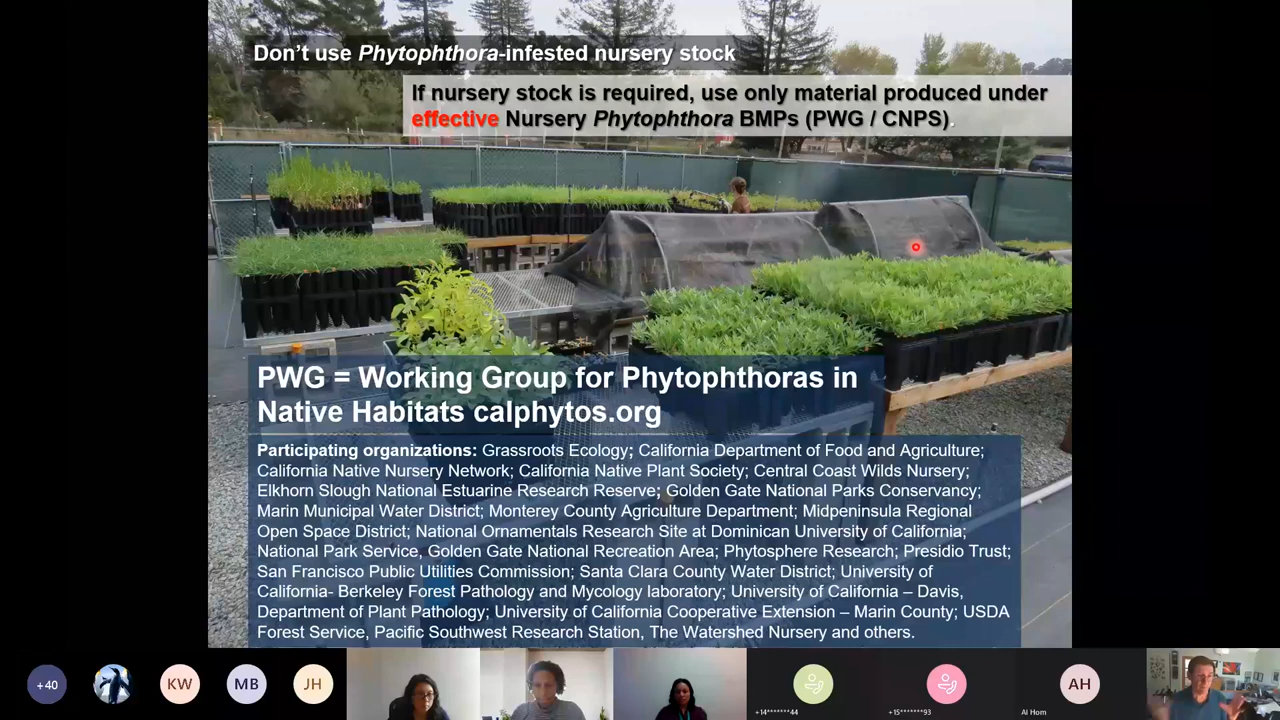 Don't use Phytophthora-infested nursery stock
If nursery stock is required, use only material produced under
effective Nursery Phytophthora BMPs (PWG / CNPS).
PWG = Working Group for Phytophthoras in
Native Habitats calphytos.org
Participating organizations: Grassroots Ecology; California Department of Food and Agriculture;
California Native Nursery Network; California Native Plant Society; Central Coast Wilds Nursery;
Elkhorn Slough National Estuarine Research Reserve; Golden Gate National Parks Conservancy;
Marin Municipal Water District; Monterey County Agriculture Department; Midpeninsula Regional
Open Space District; National Ornamentals Research Site at Dominican University of California;
National Park Service, Golden Gate National Recreation Area; Phytosphere Research; Presidio Trust;
San Francisco Public Utilities Commission; Santa Clara County Water District; University of
California- Berkeley Forest Pathology and Mycology laboratory; University of California – Davis,
Department of Plant Pathology; University of California Cooperative Extension – Marin County; USDA
Forest Service, Pacific Southwest Research Station, The Watershed Nursery and others.
+40
KW
MB
JH
+14*******44
+15*******93
AH
Al Hom